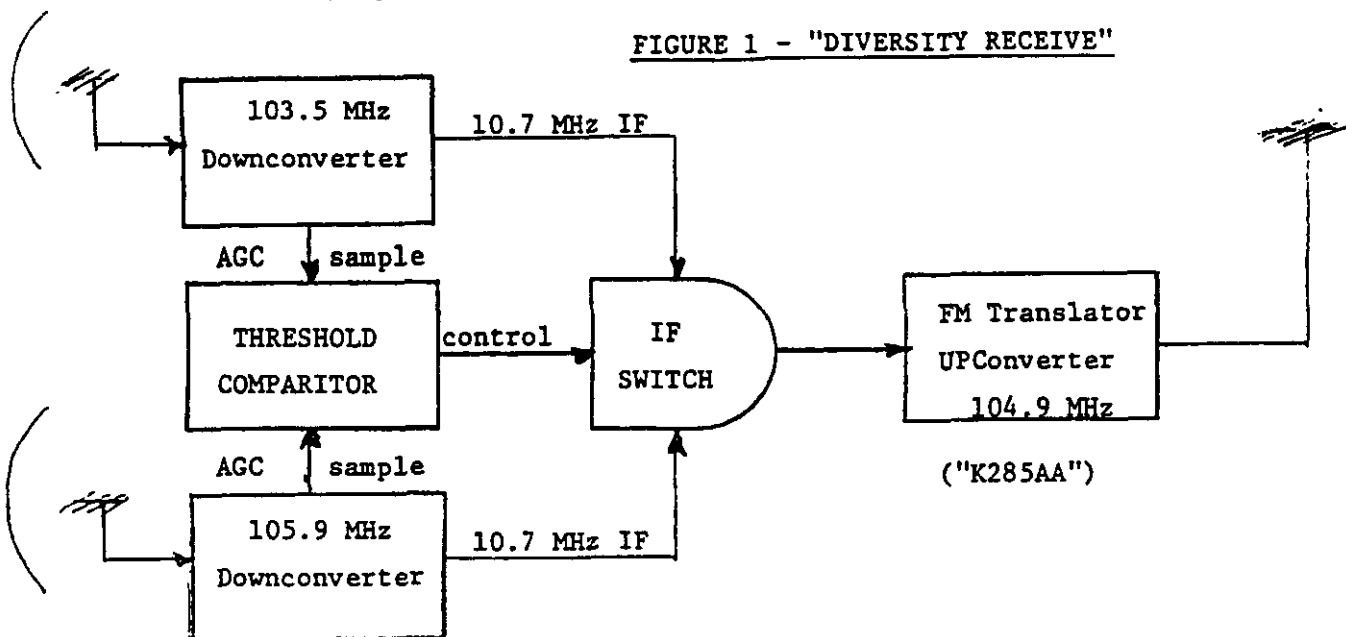 FIGURE 1 - "DIVERSITY RECEIVE"
103.5 MHz
Downconverter
10.7 MHz IF
AGC sample
THRESHOLD
COMPARITOR
control
IF
SWITCH
FM Translator
UPConverter
104.9 MHz
("K285AA")
AGC sample
105.9 MHz
Downconverter
10.7 MHz IF